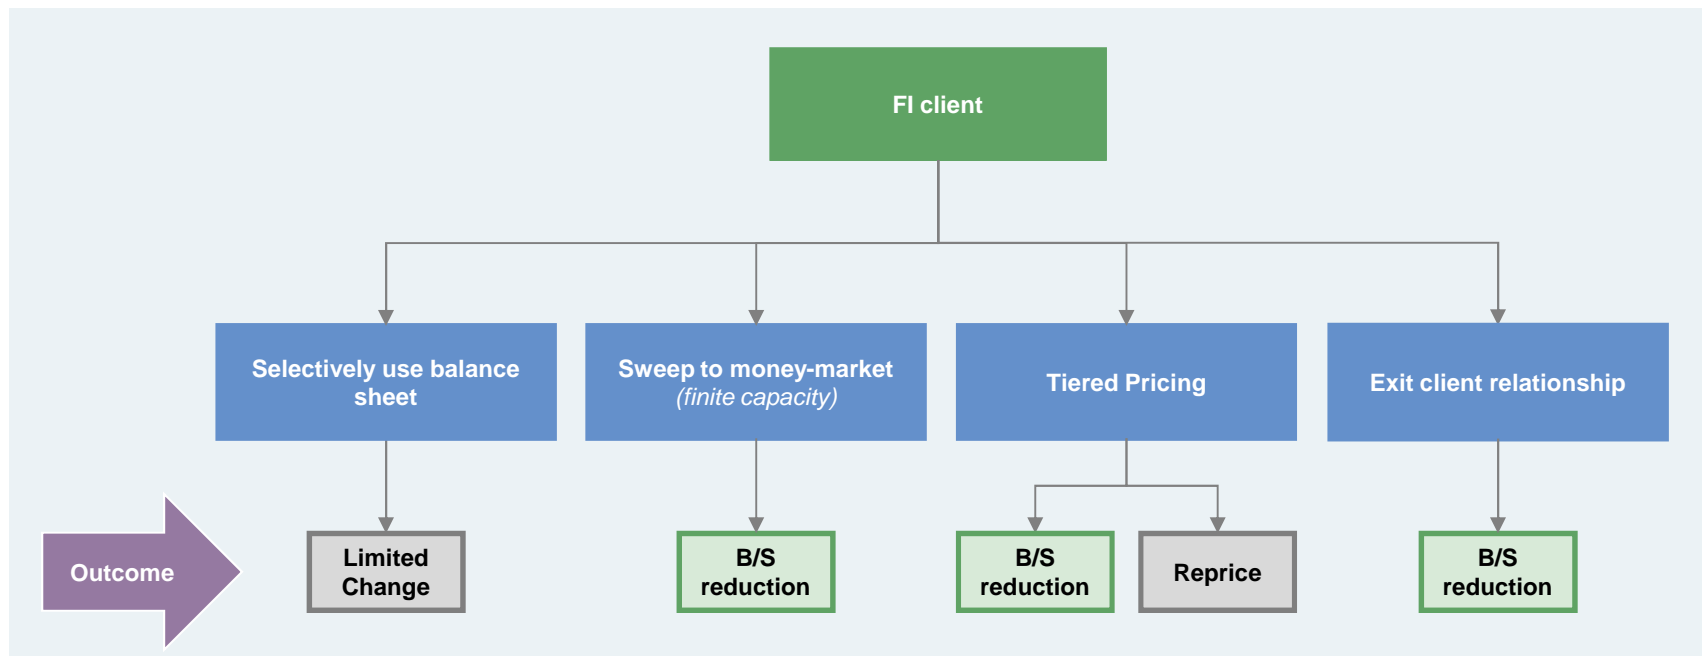 FI client
Selectively use balance
sheet
Sweep to money-market
(finite capacity)
Tiered Pricing
Exit client relationship
Outcome
Limited
Change
B/S
reduction
B/S
reduction
Reprice
B/S
reduction